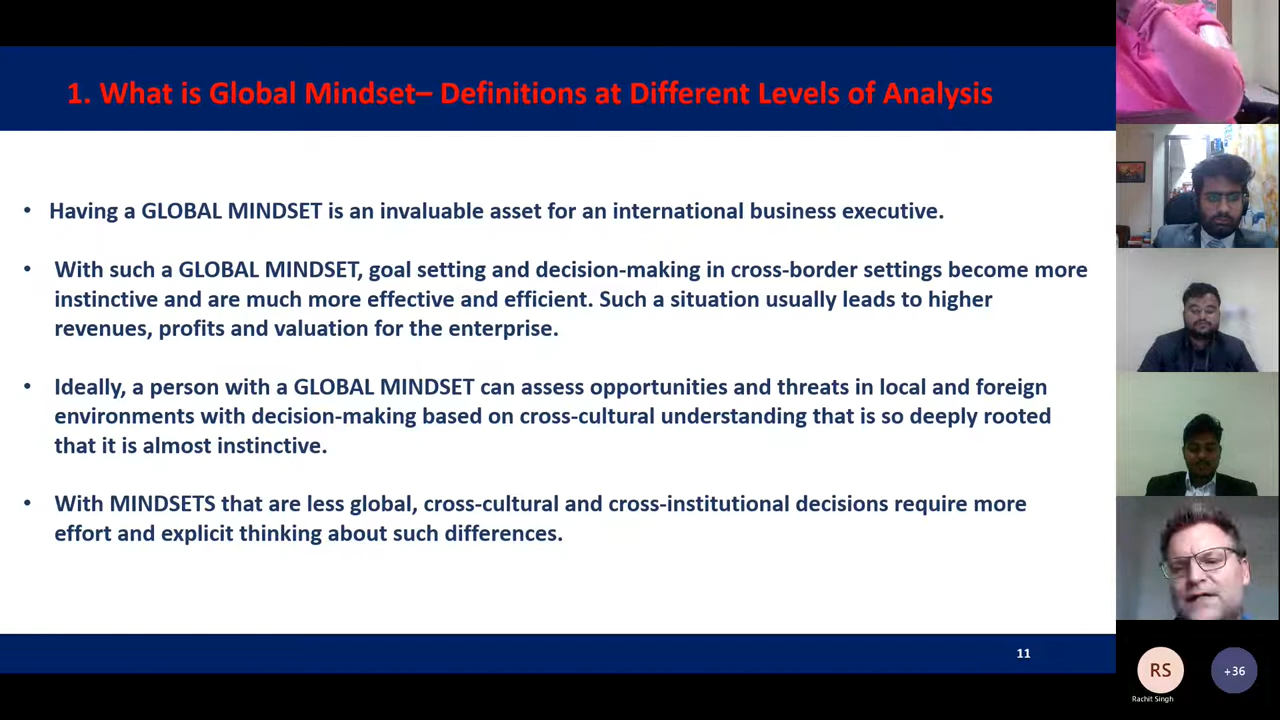 1. What is Global Mindset– Definitions at Different Levels of Analysis
• Having a GLOBAL MINDSET is an invaluable asset for an international business executive.
• With such a GLOBAL MINDSET, goal setting and decision-making in cross-border settings become more
instinctive and are much more effective and efficient. Such a situation usually leads to higher
revenues, profits and valuation for the enterprise.
• Ideally, a person with a GLOBAL MINDSET can assess opportunities and threats in local and foreign
environments with decision-making based on cross-cultural understanding that is so deeply rooted
that it is almost instinctive.
• With MINDSETS that are less global, cross-cultural and cross-institutional decisions require more
effort and explicit thinking about such differences.
11
RS
+36
Rachit Singh